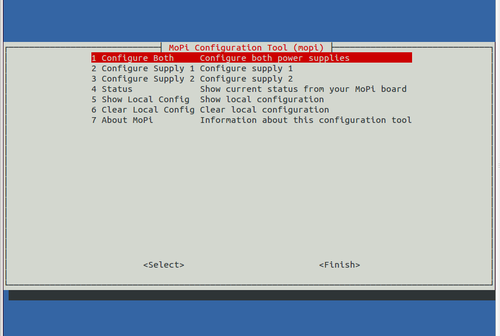 MoPi Configuration Tool (mopi)
1 Configure Both Configure both power supplies
2 Configure Supply 1 Configure supply 1
3 Configure Supply 2 Configure supply 2
4 Status Show current status from your MoPi board
5 Show Local Config Show local configuration
6 Clear Local Config Clear local configuration
7 About MoPi Information about this configuration tool
<Select> <Finish>